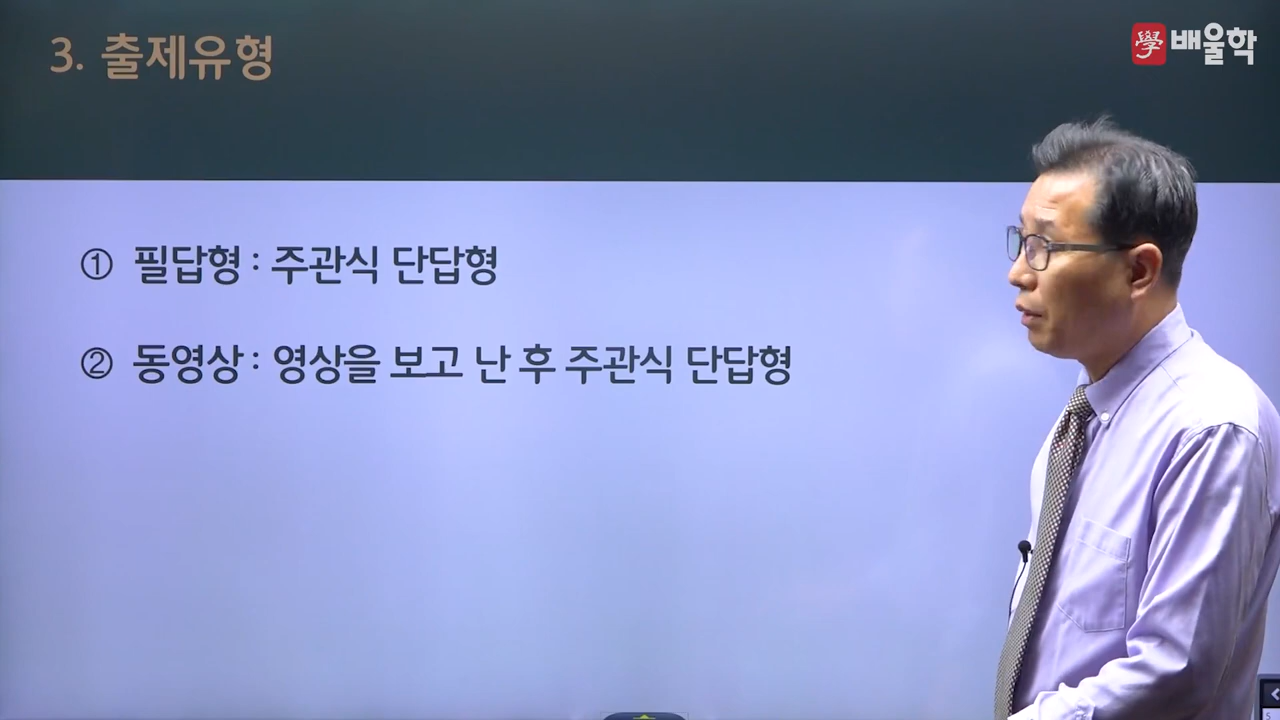 3. 출제유형
學 배울학
① 필답형 : 주관식 단답형
② 동영상 : 영상을 보고 난 후 주관식 단답형